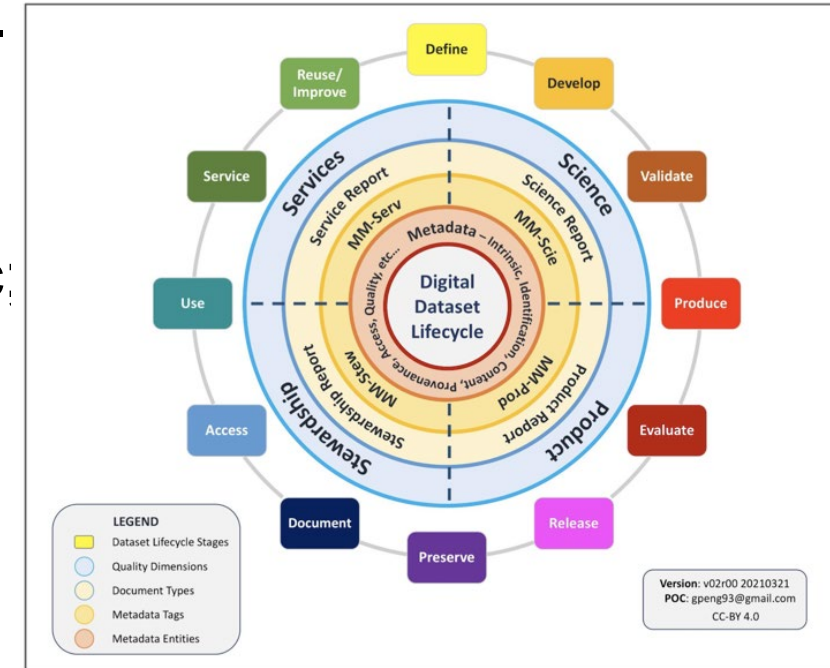 Define
Reuse/
Improve
Develop
Service
Validate
Services
Science
Service Report
Science Report
MM-Serv
MM-Scie
Metadata – Intrinsic, Identification, Content, Provenance, Access, Quality, etc...
Digital
Dataset
Lifecycle
Use
Produce
MM-Stew
MM-Prod
Stewardship Report
Product Report
Stewardship
Product
Access
Evaluate
Document
Release
Preserve
LEGEND
Dataset Lifecycle Stages
Quality Dimensions
Document Types
Metadata Tags
Metadata Entities
Version: v02r00 20210321
POC: gpeng93@gmail.com
CC-BY 4.0